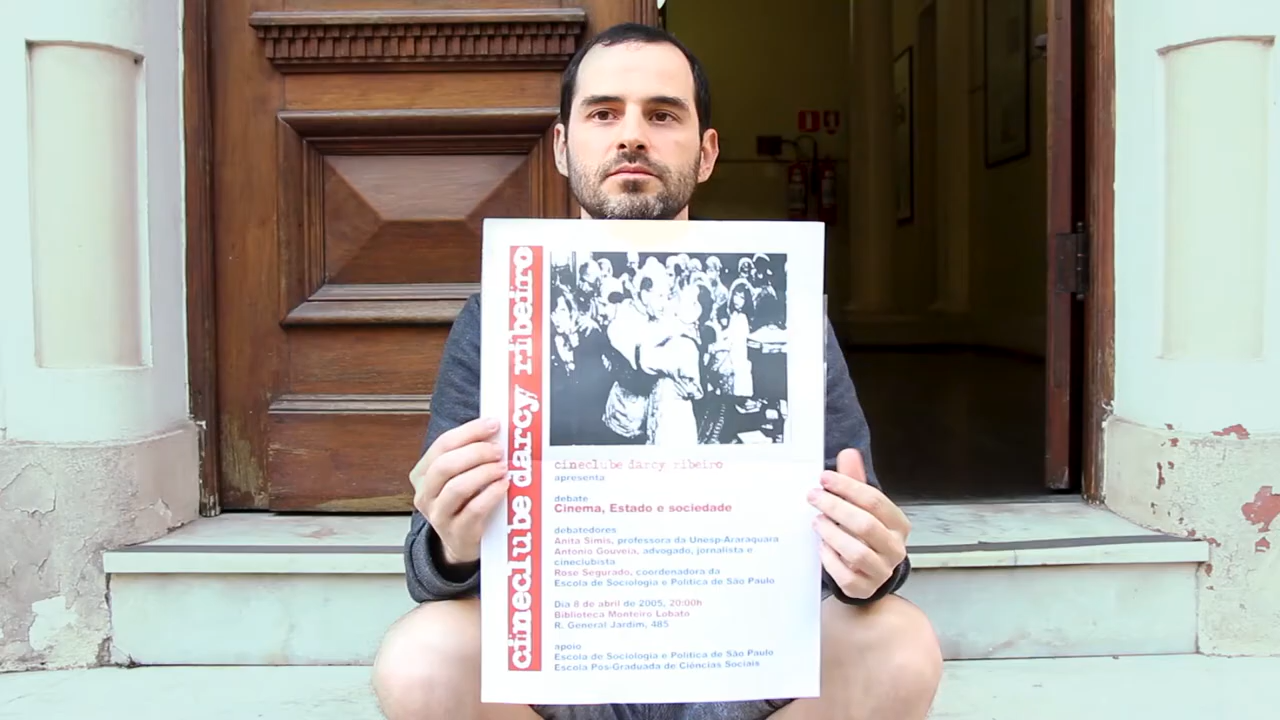 cineclube darcy ribeiro
cineclube darcy ribeiro
apresenta
debate
Cinema, Estado e sociedade
debatedores
Anita Simis, professora da Unesp-Araraquara
Antonio Gouveia, advogado, jornalista e
cineclubista
Rose Segurado, coordenadora da
Escola de Sociologia e Política de São Paulo
Dia 8 de abril de 2005, 20:00h
Biblioteca Monteiro Lobato
R. General Jardim, 485
apoio
Escola de Sociologia e Política de São Paulo
Escola Pós-Graduada de Ciências Sociais